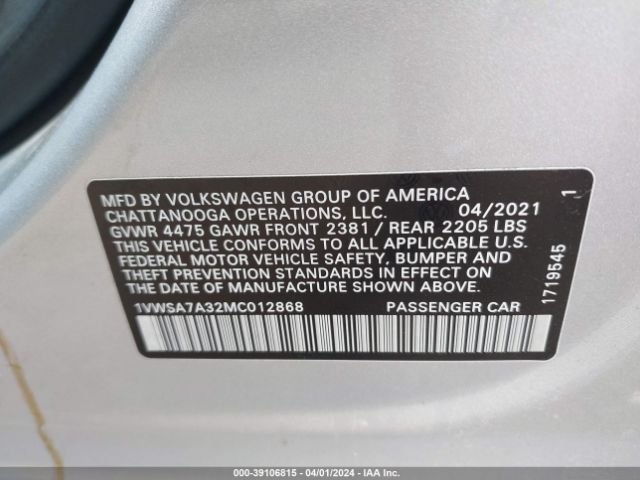 MFD BY VOLKSWAGEN GROUP OF AMERICA
CHATTANOOGA OPERATIONS, LLC. 04/2021
GVWR 4475 GAWR FRONT 2381 / REAR 2205 LBS
THIS VEHICLE CONFORMS TO ALL APPLICABLE U.S.
FEDERAL MOTOR VEHICLE SAFETY, BUMPER AND
THEFT PREVENTION STANDARDS IN EFFECT ON
THE DATE OF MANUFACTURE SHOWN ABOVE.
1VWSA7A32MC012868 PASSENGER CAR
1719545 1
000-39106815 - 04/01/2024 - IAA Inc.